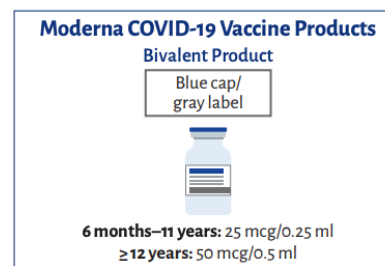 Moderna COVID-19 Vaccine Products
Bivalent Product
Blue cap/
gray label
6 months–11 years: 25 mcg/0.25 ml
≥12 years: 50 mcg/0.5 ml